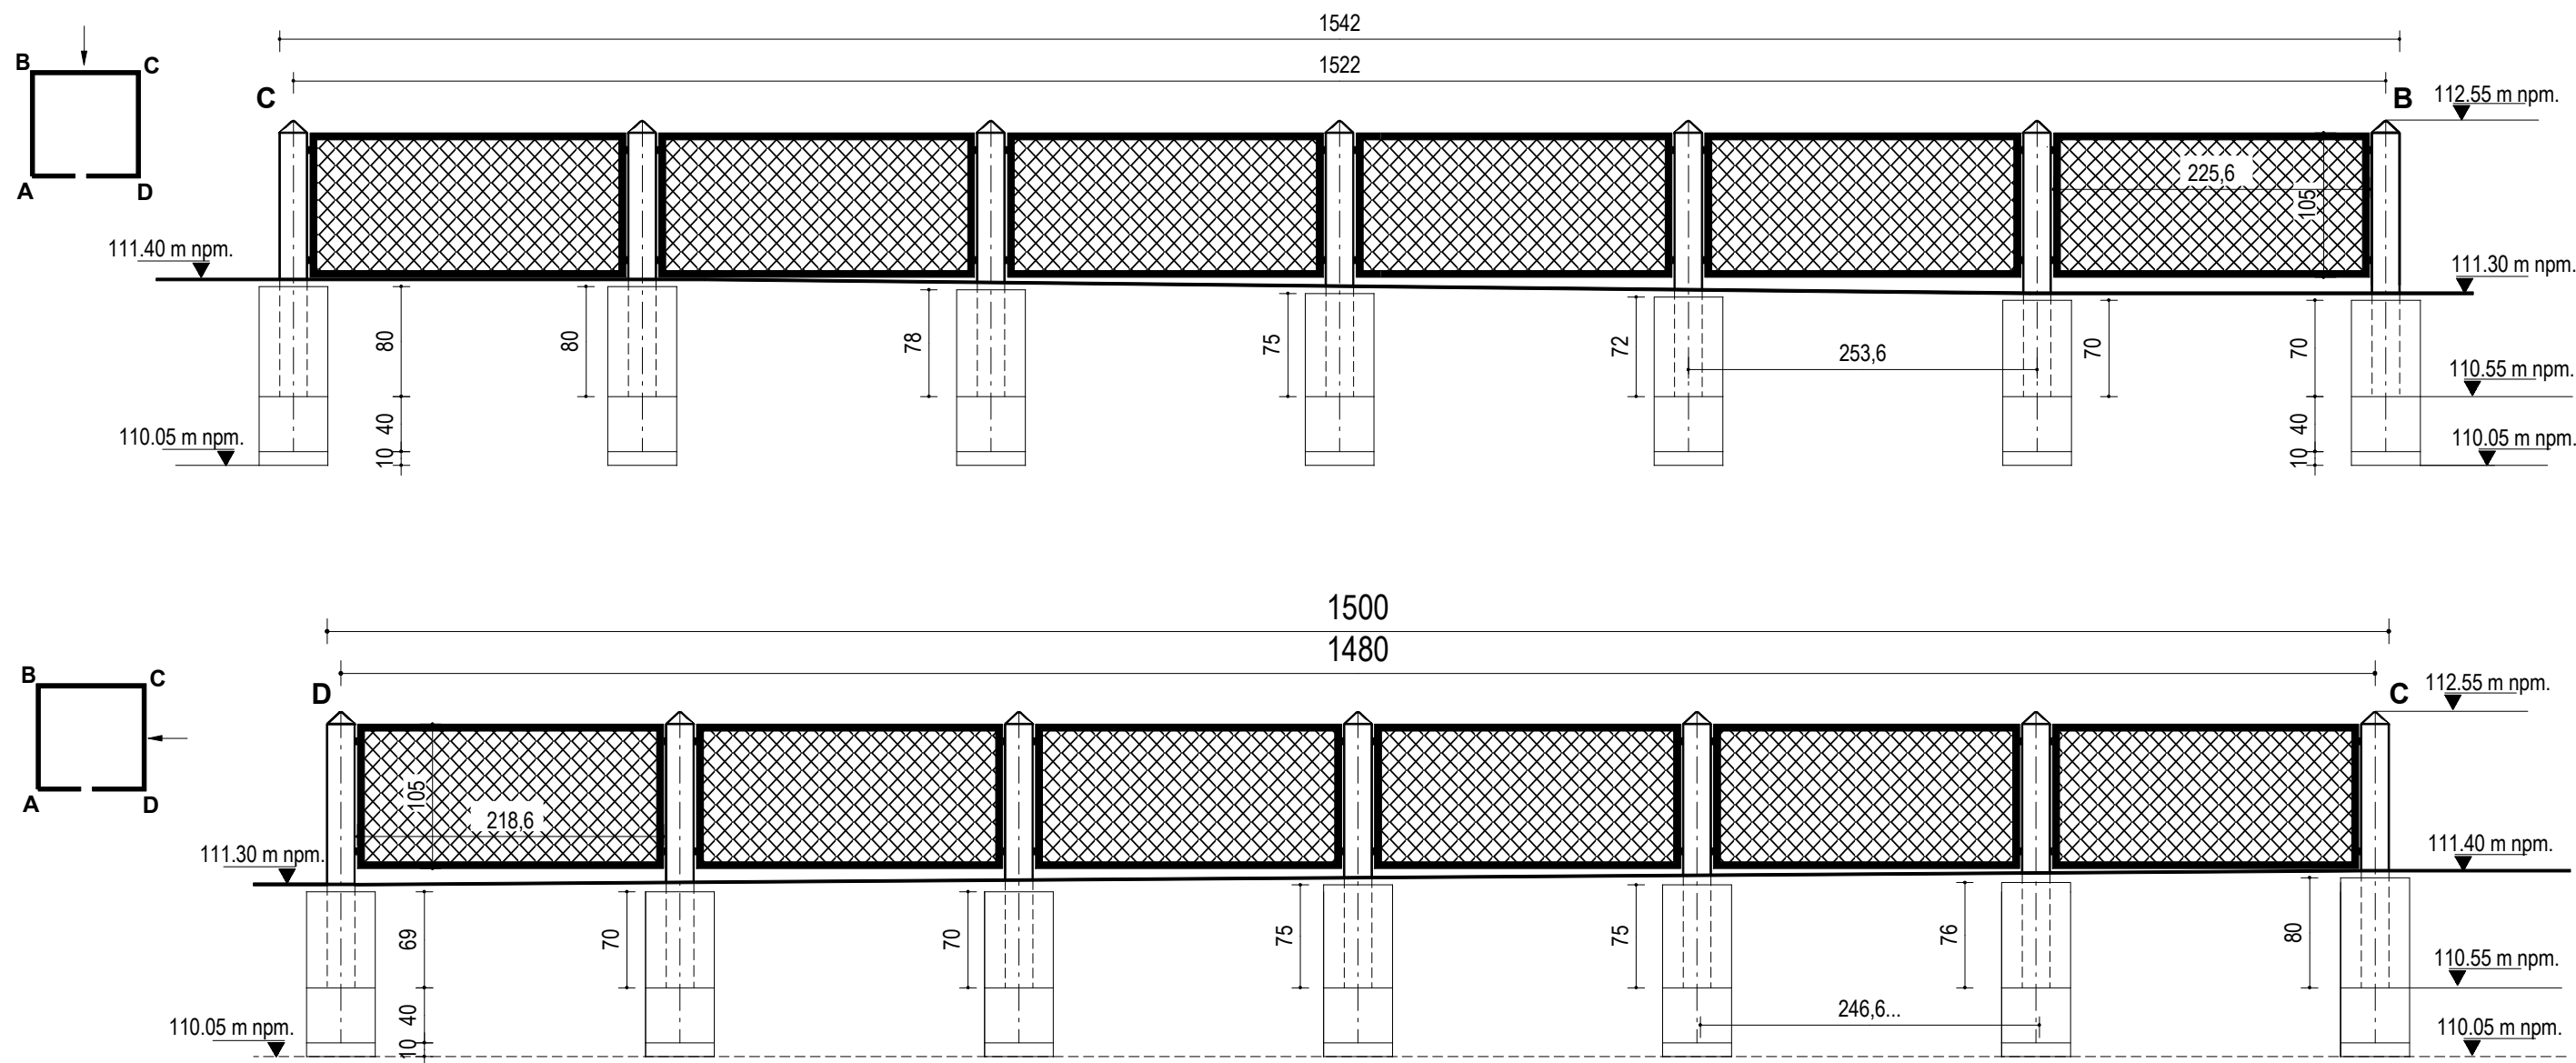 1542
1522
B C
A D
C B
112.55 m npm.
225,6
105
111.40 m npm.
111.30 m npm.
80 80 78 75 72 253,6 70 70
110.55 m npm.
40 40
110.05 m npm. 110.05 m npm.
10 10
1500
1480
B C
A D
D C
112.55 m npm.
105
218,6
111.30 m npm. 111.40 m npm.
69 70 70 75 75 76 80
110.55 m npm.
40 246,6...
110.05 m npm. 110.05 m npm.
10